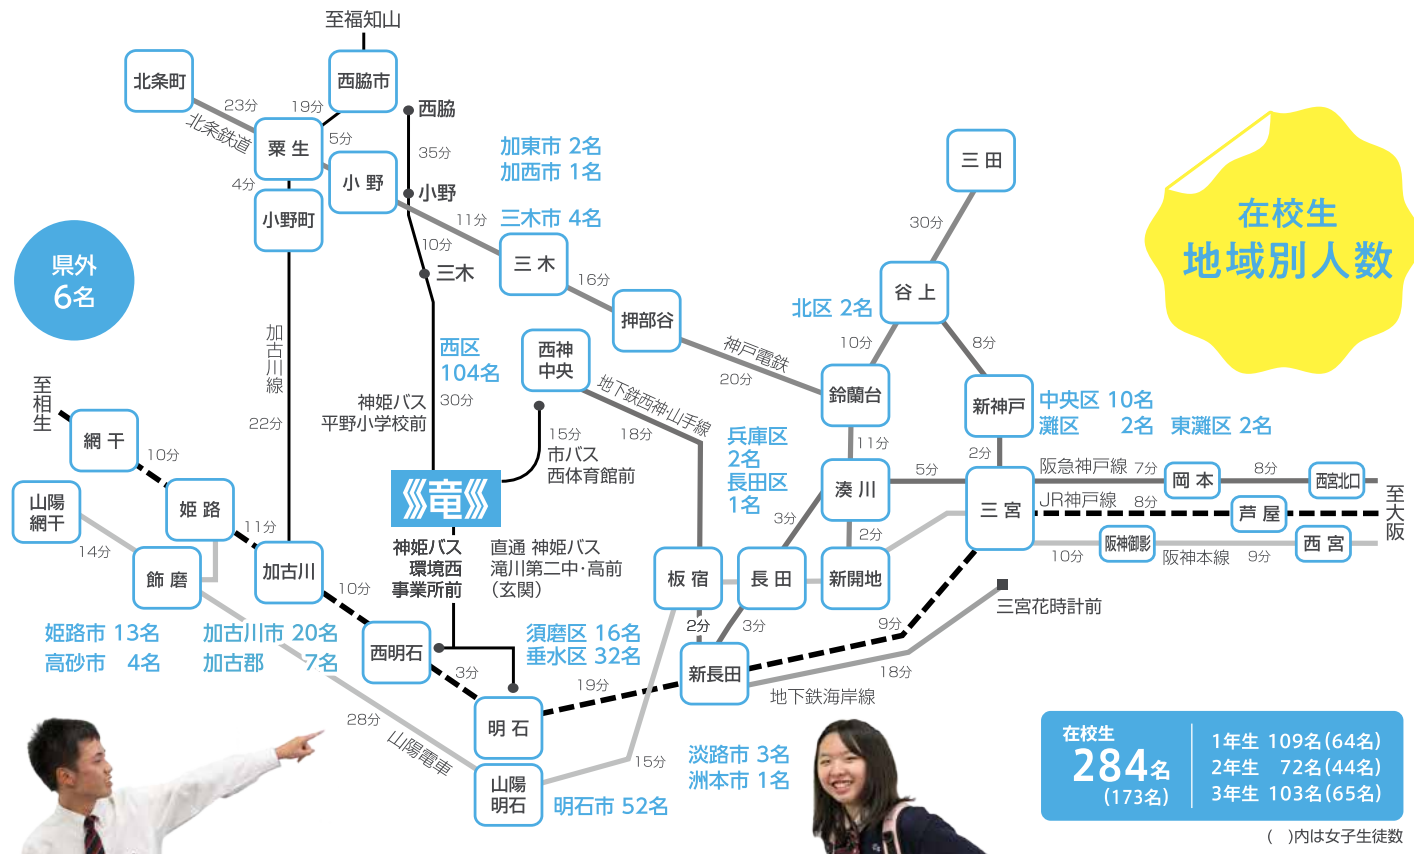 至福知山
北条町
西脇市
23分
19分
西脇
北条鉄道
粟生
5分
35分
加東市 2名
加西市 1名
小野
4分
小野町
小野
11分
三木市 4名
10分
三木
三木
16分
三田
30分
谷上
北区 2名
押部谷
在校生
地域別人数
県外
6名
加古川線
22分
西区
104名
30分
神姫バス
平野小学校前
西神
中央
神戸電鉄
20分
10分
8分
鈴蘭台
新神戸
中央区 10名
灘区 2名 東灘区 2名
至相生
網干
10分
15分
市バス
西体育館前
地下鉄西神・山手線
18分
兵庫区
2名
長田区
1名
11分
2分
湊川
5分
三宮
阪急神戸線
7分
岡本
8分
西宮北口
JR神戸線
8分
芦屋
至大阪
10分
阪神御影
阪神本線
9分
西宮
山陽
網干
14分
姫路
11分
飾磨
加古川
10分
竜
神姫バス
環境西
事業所前
直通 神姫バス
滝川第二中・高前
(玄関)
3分
2分
板宿
長田
新開地
2分
3分
9分
三宮花時計前
18分
地下鉄海岸線
姫路市 13名
高砂市 4名
加古川市 20名
加古郡 7名
西明石
3分
須磨区 16名
垂水区 32名
19分
新長田
明石
28分
山陽電車
山陽
明石
15分
明石市 52名
淡路市 3名
洲本市 1名
在校生
284名
(173名)
1年生 109名(64名)
2年生 72名(44名)
3年生 103名(65名)
( )内は女子生徒数